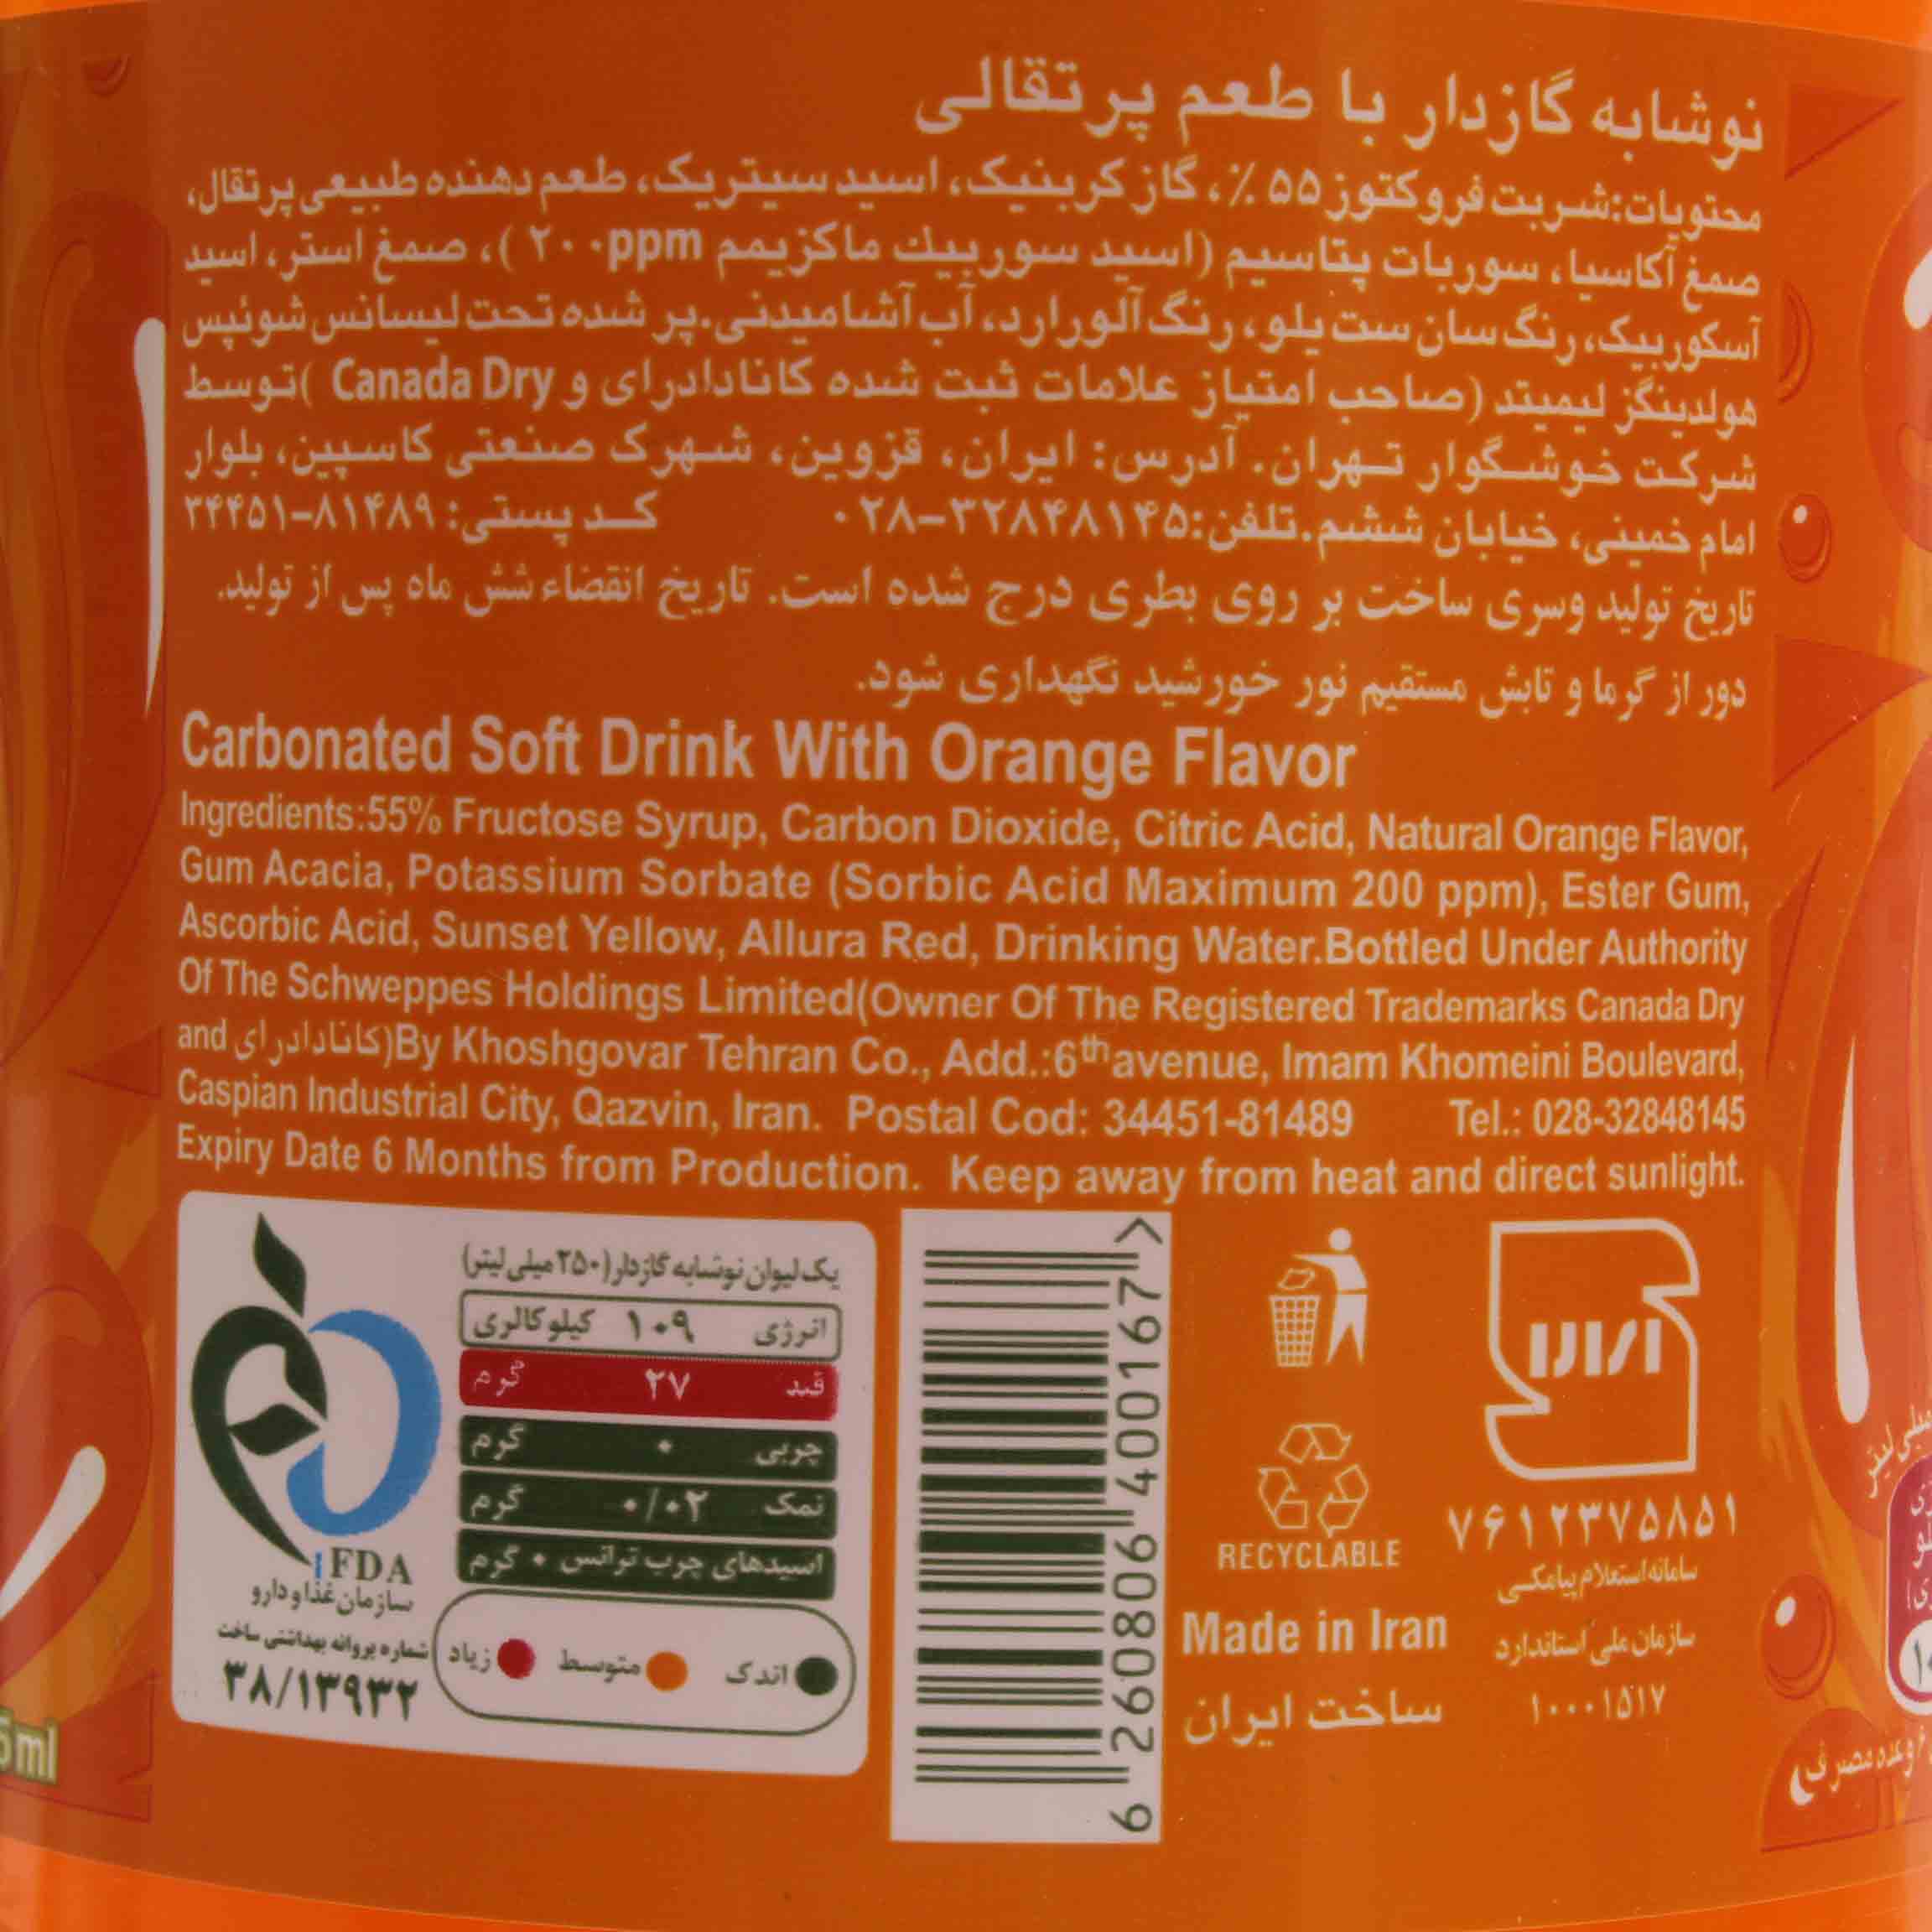 نوشابه گازدار با طعم پرتقالی
محتویات:شربت فروکتوز ۵۵٪، گاز کربنیک، اسید سیتریک، طعم دهنده طبیعی پرتقال،
صمغ آکاسیا، سوربات پتاسیم (اسید سوربیک ماکزیمم ۲۰۰ppm)، صمغ استر، اسید
آسکوربیک، رنگ سان ست یلو، رنگ آلورارد، آب آشامیدنی.پر شده تحت لیسانس شوئپس
هولدینگز لیمیتد (صاحب امتیاز علامات ثبت شده کانادادرای و Canada Dry )توسط
شرکت خوشگوار تهران. آدرس: ایران، قزوین، شهرک صنعتی کاسپین، بلوار
امام خمینی، خیابان ششم.تلفن:۳۲۸۴۸۱۴۵-۰۲۸ کد پستی: ۸۱۴۸۹-۳۴۴۵۱
تاریخ تولید وسری ساخت بر روی بطری درج شده است. تاریخ انقضاء شش ماه پس از تولید.
دور از گرما و تابش مستقیم نور خورشید نگهداری شود.
Carbonated Soft Drink With Orange Flavor
Ingredients:55% Fructose Syrup, Carbon Dioxide, Citric Acid, Natural Orange Flavor,
Gum Acacia, Potassium Sorbate (Sorbic Acid Maximum 200 ppm), Ester Gum,
Ascorbic Acid, Sunset Yellow, Allura Red, Drinking Water.Bottled Under Authority
Of The Schweppes Holdings Limited(Owner Of The Registered Trademarks Canada Dry
and کانادادرای)By Khoshgovar Tehran Co., Add.:6th avenue, Imam Khomeini Boulevard,
Caspian Industrial City, Qazvin, Iran. Postal Cod: 34451-81489 Tel.: 028-32848145
Expiry Date 6 Months from Production. Keep away from heat and direct sunlight.
یک لیوان نوشابه گازدار (۲۵۰ میلی لیتر)
انرژی ۱۰۹ کیلوکالری
قند ۲۷ گرم
چربی ۰ گرم
نمک ۰/۰۲ گرم
اسیدهای چرب ترانس ۰ گرم
اندک متوسط زیاد
iFDA
سازمان غذا و دارو
شماره پروانه بهداشتی ساخت
۳۸/۱۳۹۳۲
6 260806 400167 >
RECYCLABLE
Made in Iran
ساخت ایران
۷۶۱۲۳۷۵۸۵۱
سامانه استعلام پیامکی
سازمان ملی استاندارد
۱۰۰۰۱۵۱۷
میلی لیتر
وعده مصرف)
5ml